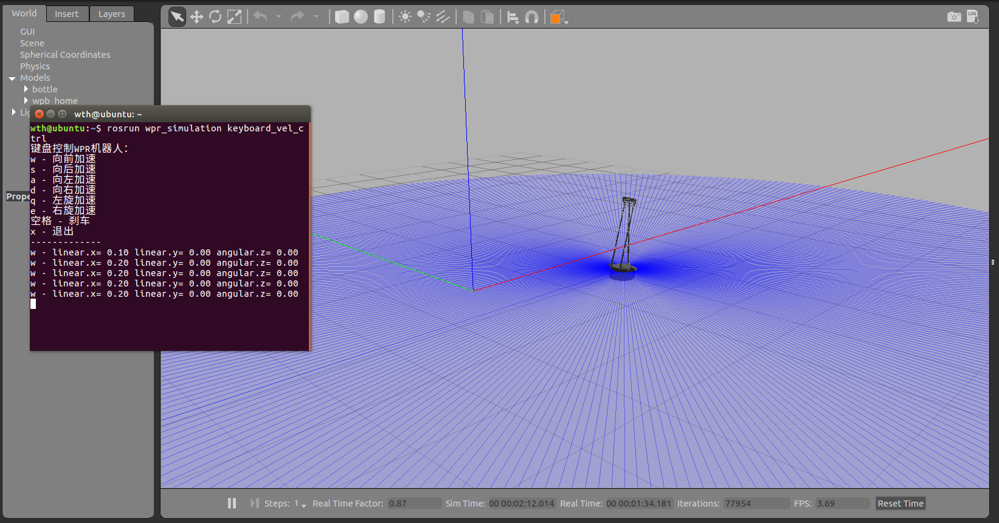 World
Insert
Layers
GUI
Scene
Spherical Coordinates
Physics
Models
bottle
wpb_home
Lig
Prope
wth@ubuntu: ~
wth@ubuntu:~$ rosrun wpr_simulation keyboard_vel_c
trl
键盘控制WPR机器人:
w - 向前加速
s - 向后加速
a - 向左加速
d - 向右加速
q - 左旋加速
e - 右旋加速
空格 - 刹车
x - 退出
-------------
w - linear.x= 0.10 linear.y= 0.00 angular.z= 0.00
w - linear.x= 0.20 linear.y= 0.00 angular.z= 0.00
w - linear.x= 0.20 linear.y= 0.00 angular.z= 0.00
w - linear.x= 0.20 linear.y= 0.00 angular.z= 0.00
w - linear.x= 0.20 linear.y= 0.00 angular.z= 0.00
LOG
Steps: 1 Real Time Factor: 0.87 Sim Time: 00 00:02:12.014 Real Time: 00 00:01:34.181 Iterations: 77954 FPS: 3.69 Reset Time